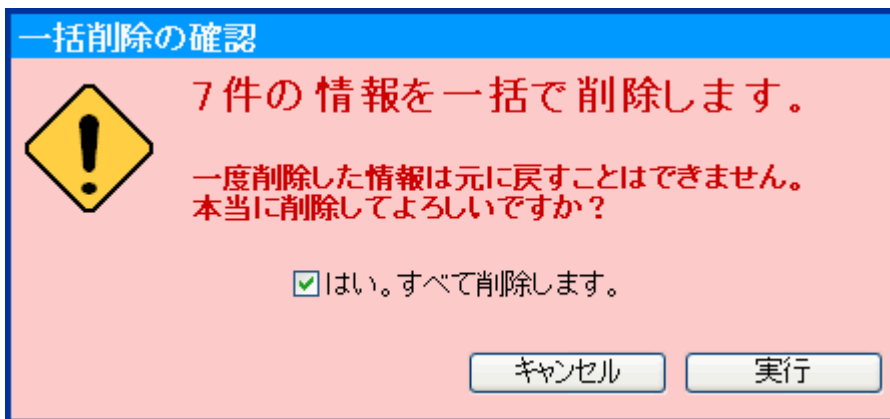 一括削除の確認
7件の情報を一括で削除します。
一度削除した情報は元に戻すことはできません。
本当に削除してよろしいですか？
はい。すべて削除します。
キャンセル
実行